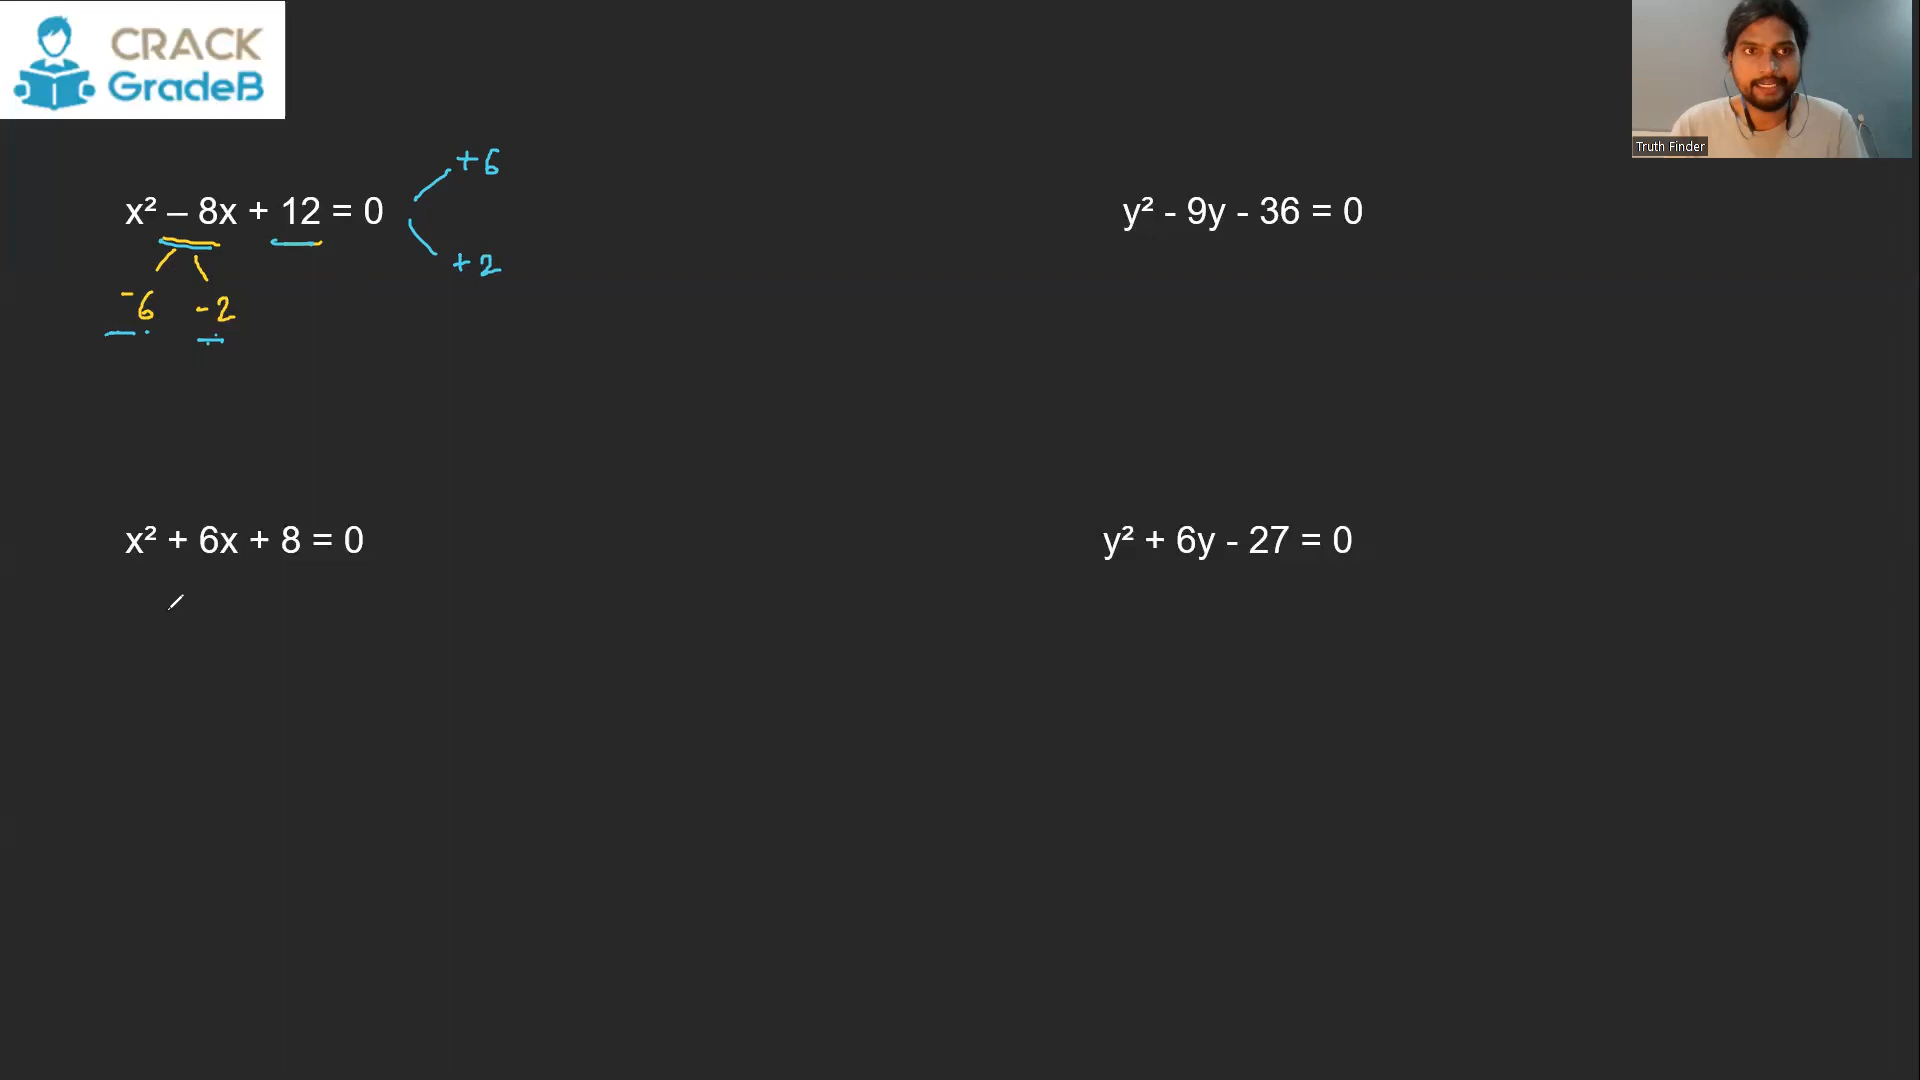 CRACK
GradeB
Truth Finder
x² – 8x + 12 = 0
+6
+2
-6 -2
y² - 9y - 36 = 0
x² + 6x + 8 = 0
y² + 6y - 27 = 0